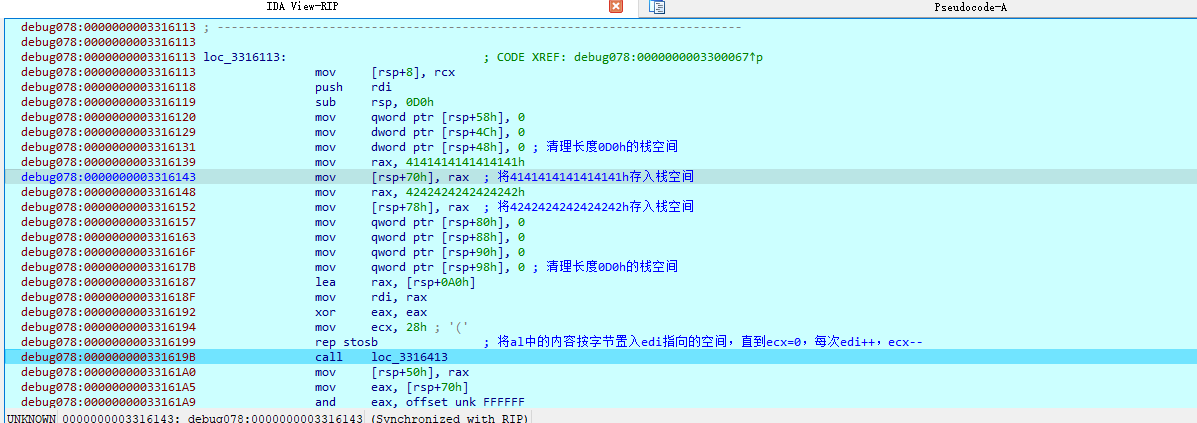 IDA View-RIP Pseudocode-A
debug078:0000000003316113 ; ---------------------------------------------------------------------------
debug078:0000000003316113
debug078:0000000003316113 loc_3316113: ; CODE XREF: debug078:0000000003300067↑p
debug078:0000000003316113 mov [rsp+8], rcx
debug078:0000000003316118 push rdi
debug078:0000000003316119 sub rsp, 0D0h
debug078:0000000003316120 mov qword ptr [rsp+58h], 0
debug078:0000000003316129 mov dword ptr [rsp+4Ch], 0
debug078:0000000003316131 mov dword ptr [rsp+48h], 0 ; 清理长度0D0h的栈空间
debug078:0000000003316139 mov rax, 4141414141414141h
debug078:0000000003316143 mov [rsp+70h], rax ; 将4141414141414141h存入栈空间
debug078:0000000003316148 mov rax, 4242424242424242h
debug078:0000000003316152 mov [rsp+78h], rax ; 将4242424242424242h存入栈空间
debug078:0000000003316157 mov qword ptr [rsp+80h], 0
debug078:0000000003316163 mov qword ptr [rsp+88h], 0
debug078:000000000331616F mov qword ptr [rsp+90h], 0
debug078:000000000331617B mov qword ptr [rsp+98h], 0 ; 清理长度0D0h的栈空间
debug078:0000000003316187 lea rax, [rsp+0A0h]
debug078:000000000331618F mov rdi, rax
debug078:0000000003316192 xor eax, eax
debug078:0000000003316194 mov ecx, 28h ; '('
debug078:0000000003316199 rep stosb ; 将al中的内容按字节置入edi指向的空间，直到ecx=0，每次edi++，ecx--
debug078:000000000331619B call loc_3316413
debug078:00000000033161A0 mov [rsp+50h], rax
debug078:00000000033161A5 mov eax, [rsp+70h]
debug078:00000000033161A9 and eax, offset unk_FFFFFF
UNKNOWN 0000000003316143: debug078:0000000003316143 (Synchronized with RIP)